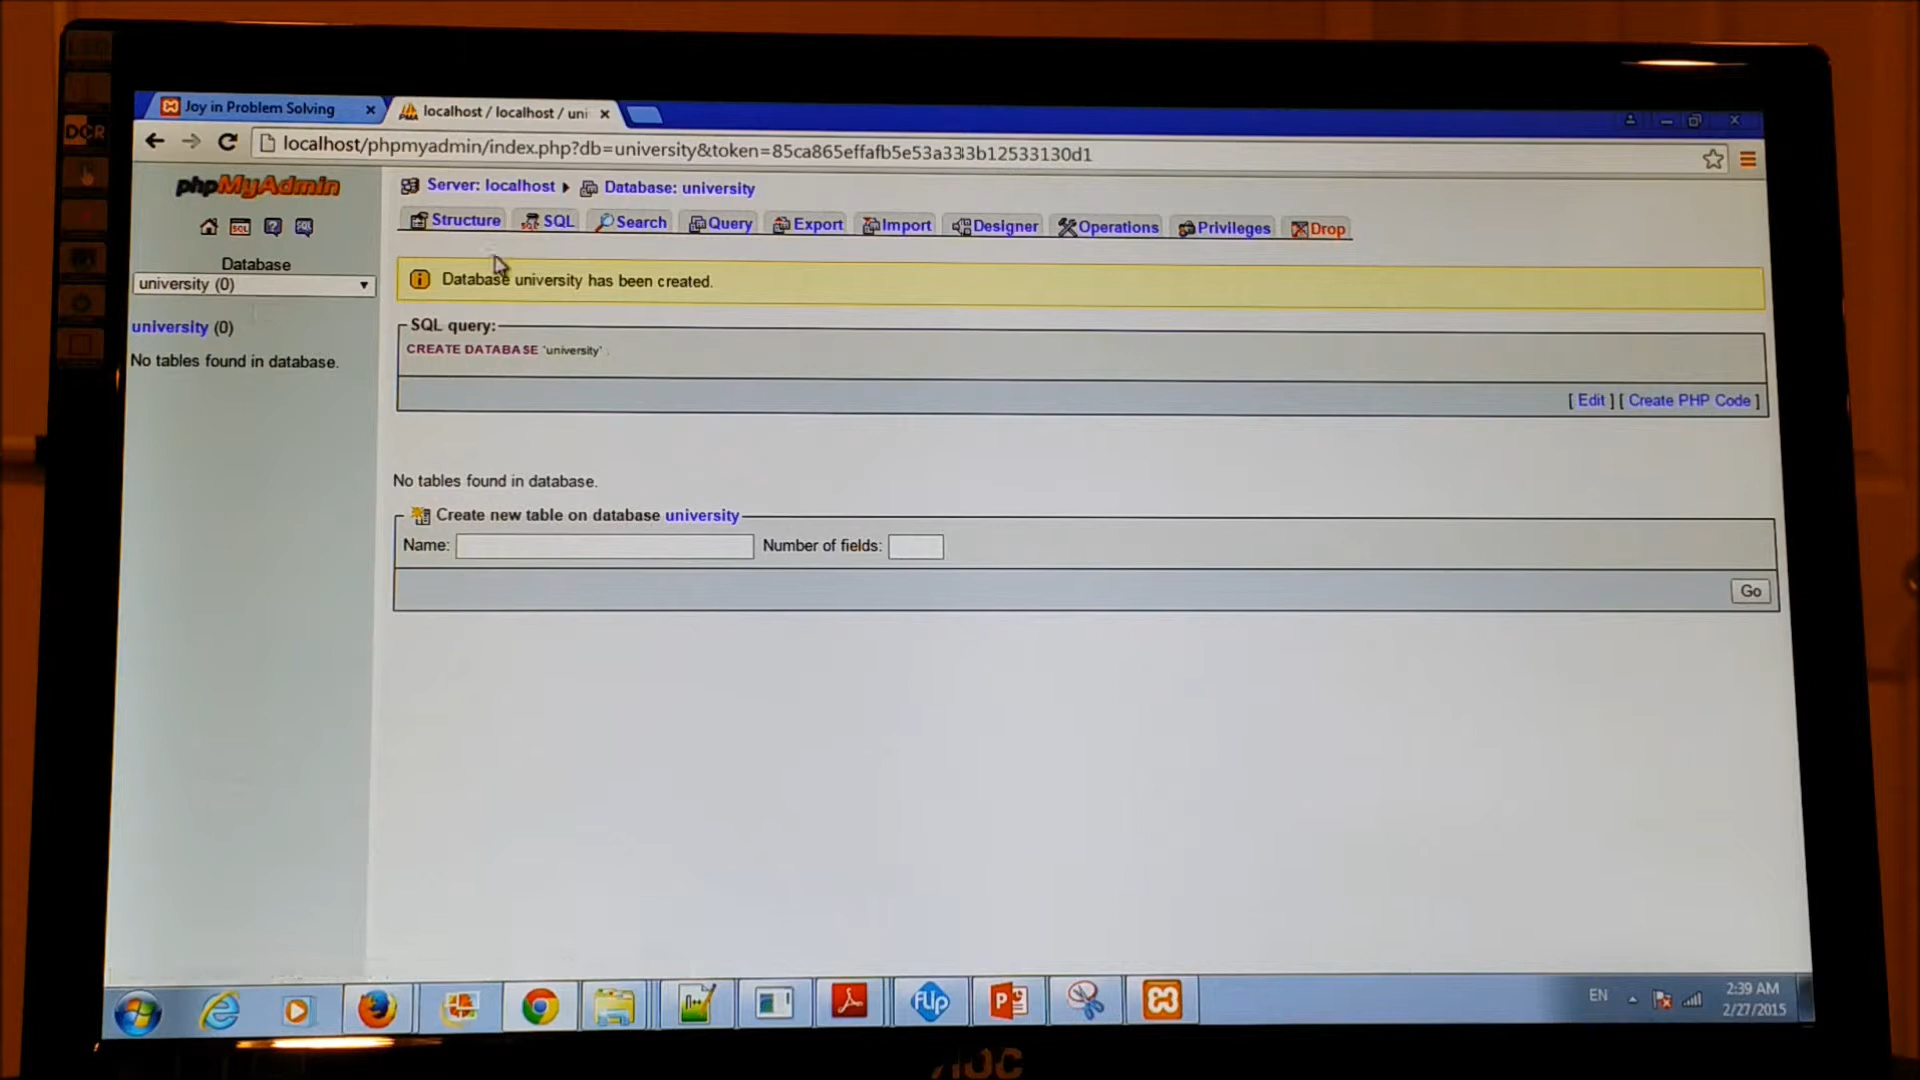 Joy in Problem Solving
localhost / localhost / uni
localhost/phpmyadmin/index.php?db=university&token=85ca865effafb5e53a33b12533130d1
phpMyAdmin
Server: localhost
Database: university
Structure
SQL
Search
Query
Export
Import
Designer
Operations
Privileges
Drop
Database
university (0)
university (0)
No tables found in database.
Database university has been created.
SQL query:
CREATE DATABASE `university`
[ Edit ] [ Create PHP Code ]
No tables found in database.
Create new table on database university
Name:
Number of fields:
Go
EN
2:39 AM
2/27/2015
AOC